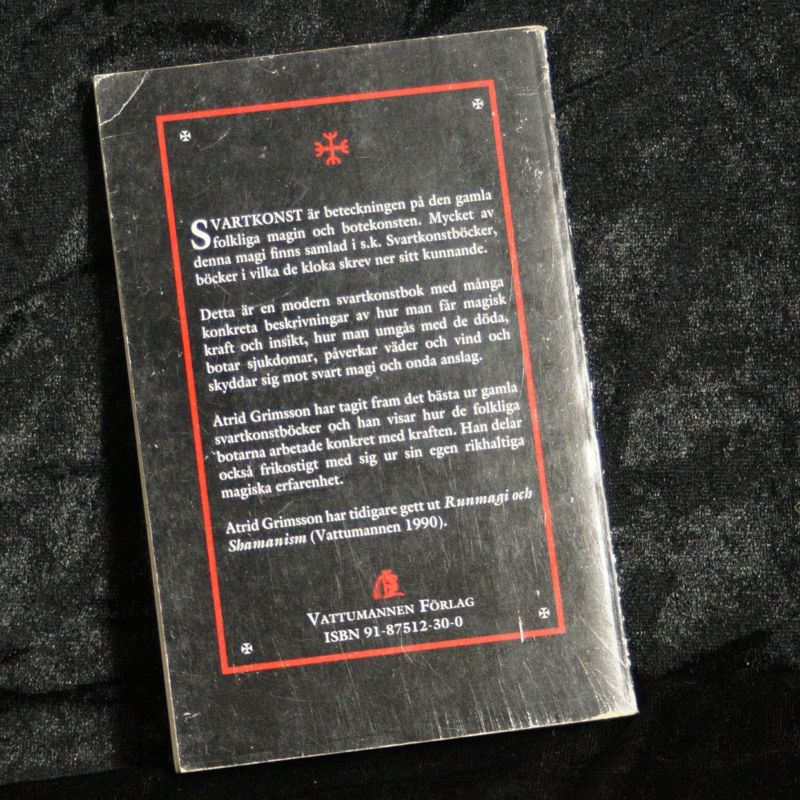 SVARTKONST är beteckningen på den gamla
folkliga magin och botekonsten. Mycket av
denna magi finns samlad i s.k. Svartkonstböcker,
böcker i vilka de kloka skrev ner sitt kunnande.
Detta är en modern svartkonstbok med många
konkreta beskrivningar av hur man får magisk
kraft och insikt, hur man umgås med de döda,
botar sjukdomar, påverkar väder och vind och
skyddar sig mot svart magi och onda anslag.
Atrid Grimsson har tagit fram det bästa ur gamla
svartkonstböcker och han visar hur de folkliga
botarna arbetade konkret med kraften. Han delar
också frikostigt med sig ur sin egen rikhaltiga
magiska erfarenhet.
Atrid Grimsson har tidigare gett ut Runmagi och
Shamanism (Vattumannen 1990).
VATTUMANNEN FÖRLAG
ISBN 91-87512-30-0